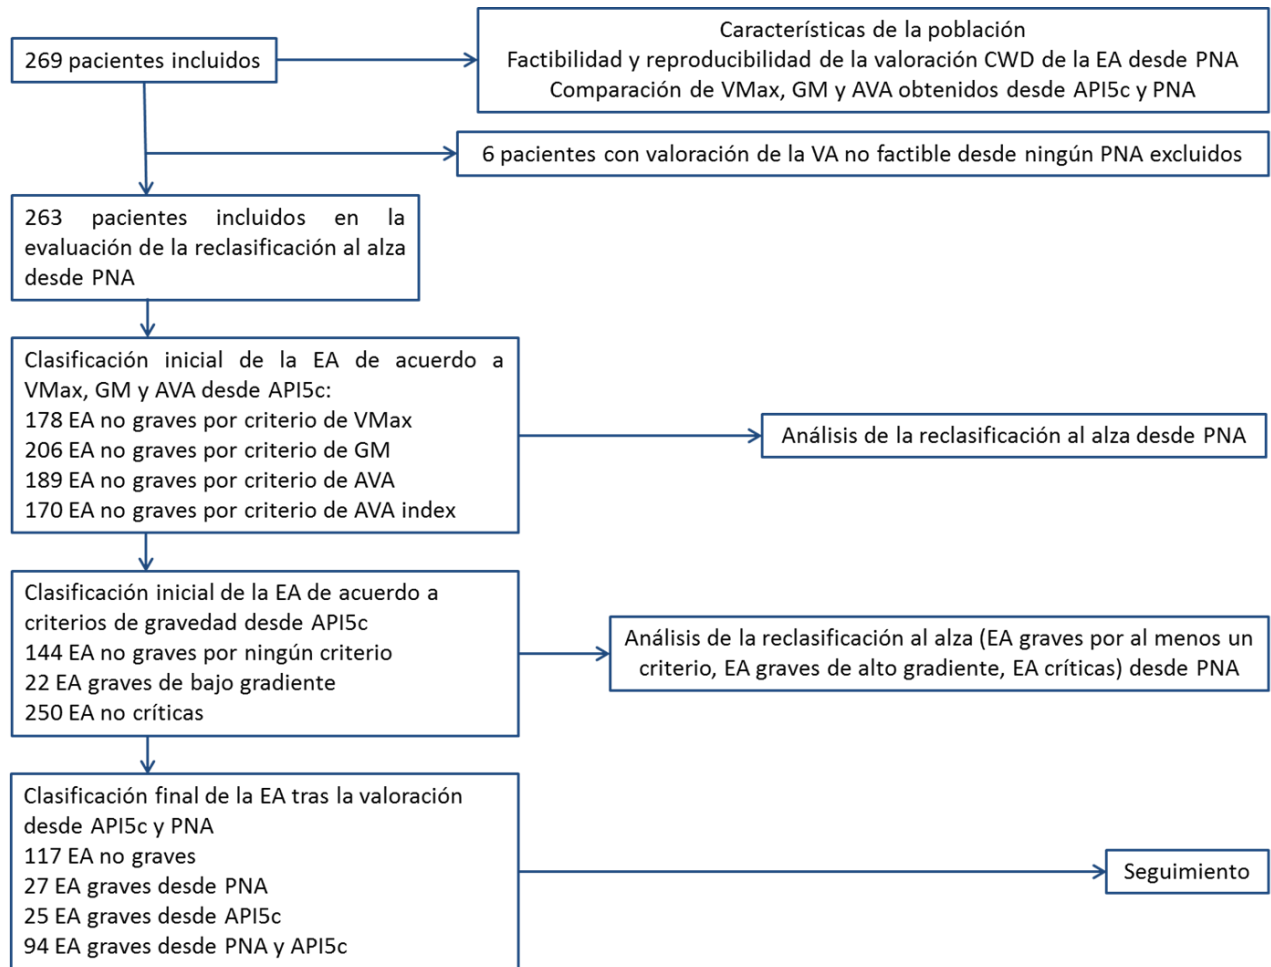 269 pacientes incluidos
Características de la población
Factibilidad y reproducibilidad de la valoración CWD de la EA desde PNA
Comparación de VMax, GM y AVA obtenidos desde API5c y PNA
6 pacientes con valoración de la VA no factible desde ningún PNA excluidos
263 pacientes incluidos en la
evaluación de la reclasificación al alza
desde PNA
Clasificación inicial de la EA de acuerdo a
VMax, GM y AVA desde API5c:
178 EA no graves por criterio de VMax
206 EA no graves por criterio de GM
189 EA no graves por criterio de AVA
170 EA no graves por criterio de AVA index
Análisis de la reclasificación al alza desde PNA
Clasificación inicial de la EA de acuerdo a
criterios de gravedad desde API5c
144 EA no graves por ningún criterio
22 EA graves de bajo gradiente
250 EA no críticas
Análisis de la reclasificación al alza (EA graves por al menos un
criterio, EA graves de alto gradiente, EA críticas) desde PNA
Clasificación final de la EA tras la valoración
desde API5c y PNA
117 EA no graves
27 EA graves desde PNA
25 EA graves desde API5c
94 EA graves desde PNA y API5c
Seguimiento